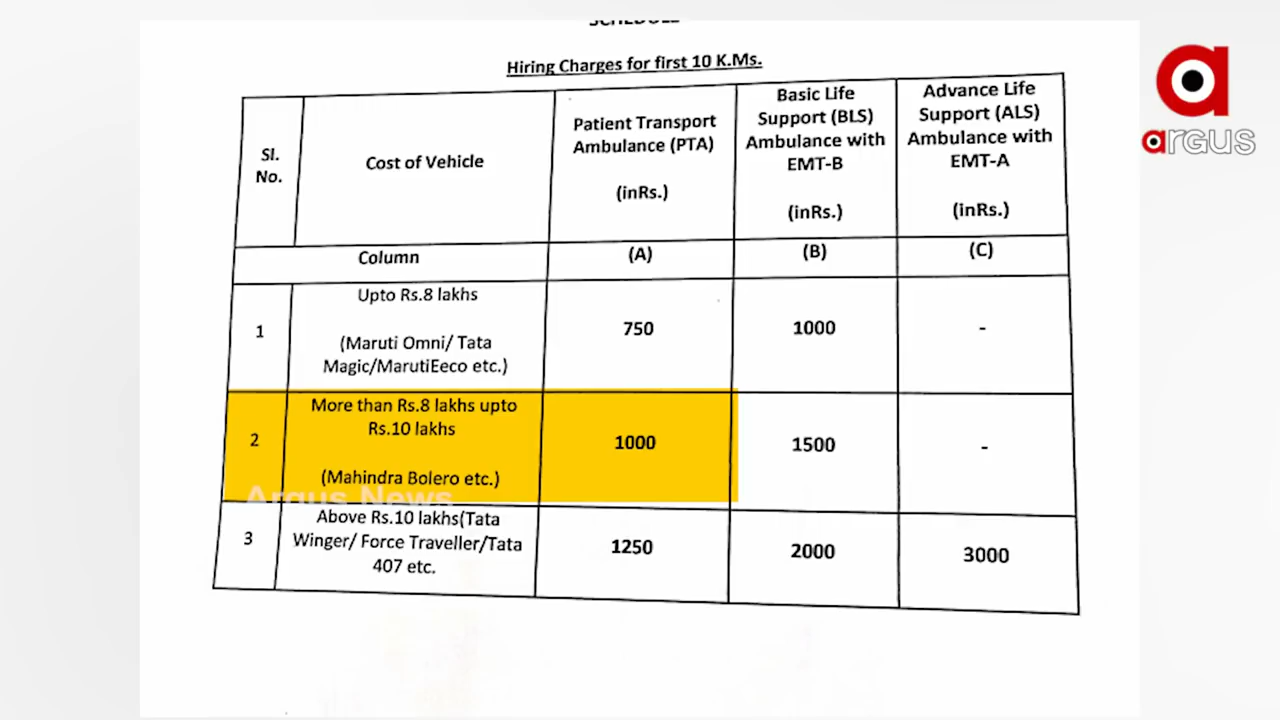 SCHEDULE
Hiring Charges for first 10 K.Ms.
Sl.
No.
Cost of Vehicle
Patient Transport
Ambulance (PTA)
(inRs.)
Basic Life
Support (BLS)
Ambulance with
EMT-B
(inRs.)
Advance Life
Support (ALS)
Ambulance with
EMT-A
(inRs.)
Column
(A)
(B)
(C)
1
Upto Rs.8 lakhs
(Maruti Omni/ Tata
Magic/MarutiEeco etc.)
750
1000
-
2
More than Rs.8 lakhs upto
Rs.10 lakhs
(Mahindra Bolero etc.)
1000
1500
-
3
Above Rs.10 lakhs(Tata
Winger/ Force Traveller/Tata
407 etc.
1250
2000
3000
Argus News
a
argus